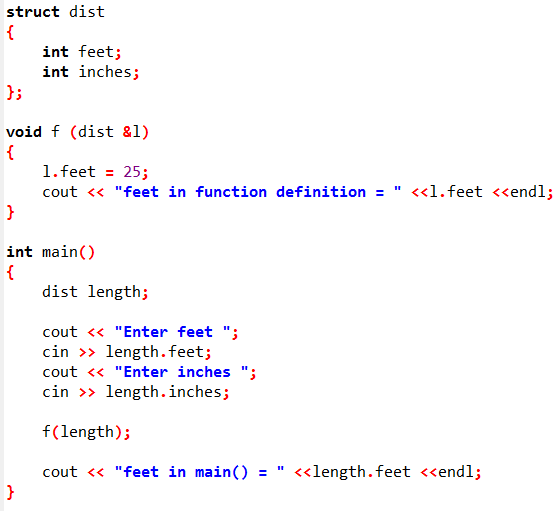 struct dist
{
    int feet;
    int inches;
};

void f (dist &l)
{
    l.feet = 25;
    cout << "feet in function definition = " <<l.feet <<endl;
}

int main()
{
    dist length;

    cout << "Enter feet ";
    cin >> length.feet;
    cout << "Enter inches ";
    cin >> length.inches;

    f(length);

    cout << "feet in main() = " <<length.feet <<endl;
}